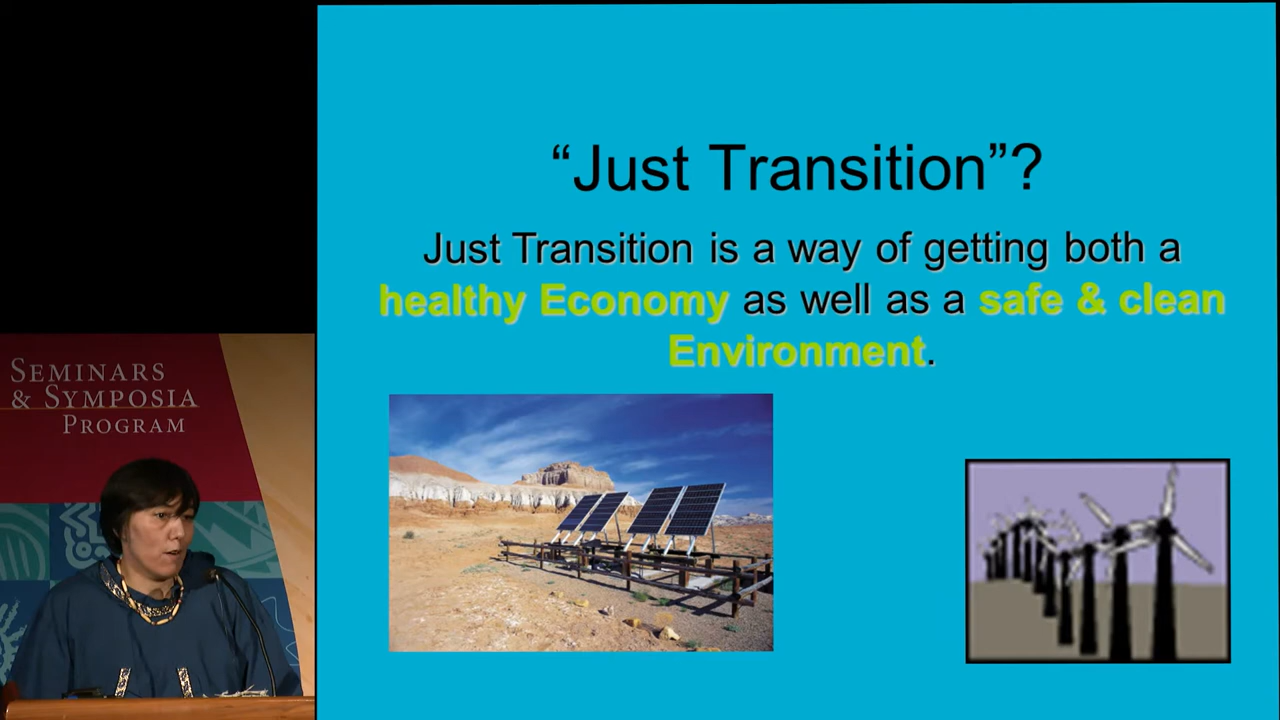 “Just Transition”?
Just Transition is a way of getting both a
healthy Economy as well as a safe & clean
Environment.
SEMINARS
& SYMPOSIA
PROGRAM